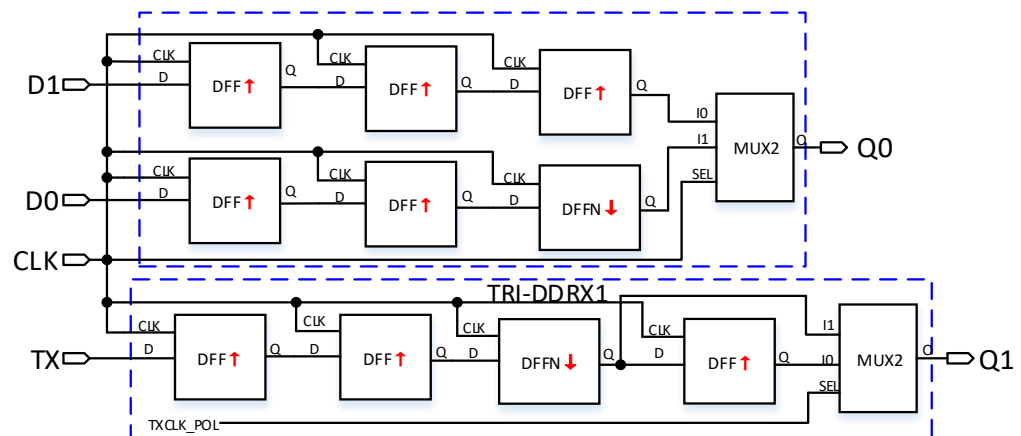 CLK CLK CLK
D1 D DFF↑ Q D DFF↑ Q D DFF↑ Q I0
I1 MUX2 O Q0
CLK CLK CLK SEL
D0 D DFF↑ Q D DFF↑ Q D DFFN↓ Q
CLK
TRI-DDRX1
CLK CLK CLK CLK I1
TX D DFF↑ Q D DFF↑ Q D DFFN↓ Q D DFF↑ Q I0 MUX2 O Q1
SEL
TXCLK_POL